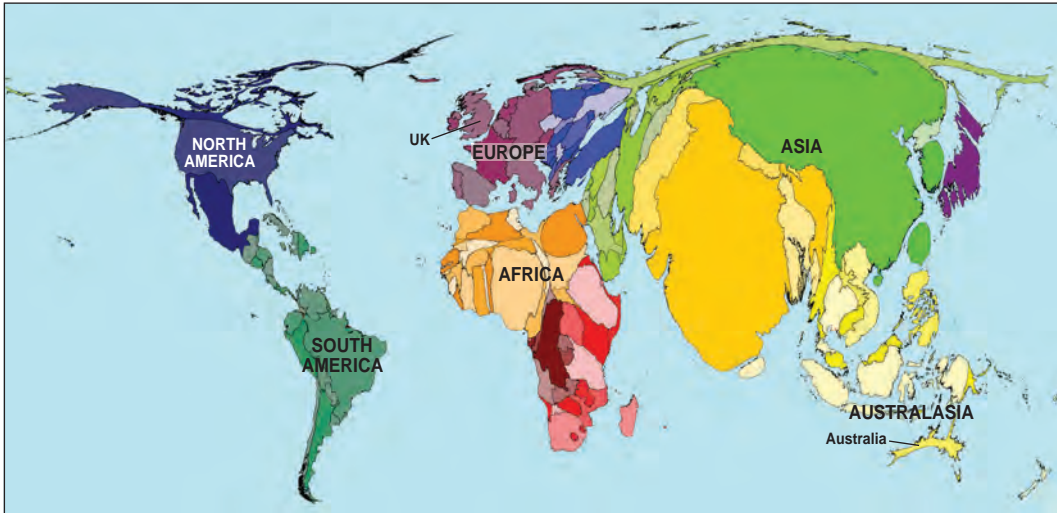 NORTH
AMERICA
UK
EUROPE
ASIA
AFRICA
SOUTH
AMERICA
AUSTRALASIA
Australia